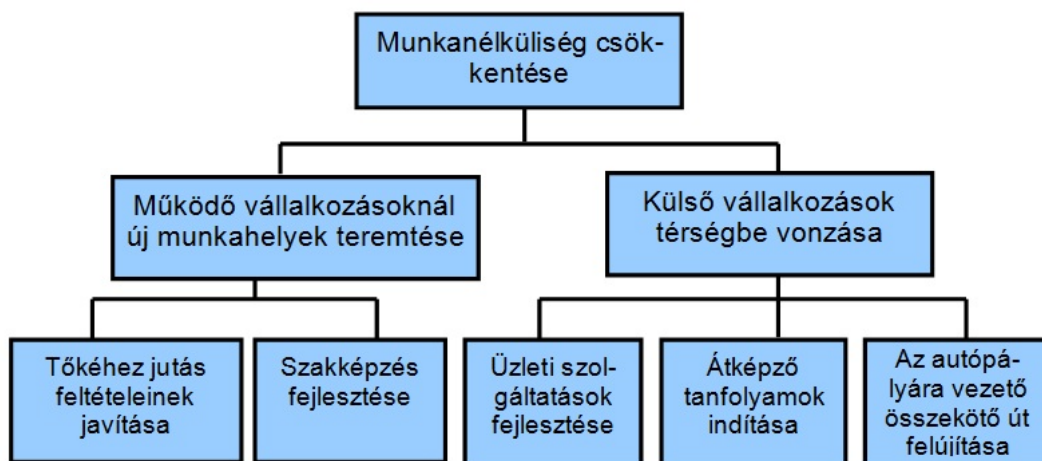 Munkanélküliség csök-
kentése
Működő vállalkozásoknál
új munkahelyek teremtése
Külső vállalkozások
térségbe vonzása
Tőkéhez jutás
feltételeinek
javítása
Szakképzés
fejlesztése
Üzleti szol-
gáltatások
fejlesztése
Átképző
tanfolyamok
indítása
Az autópá-
lyára vezető
összekötő út
felújítása